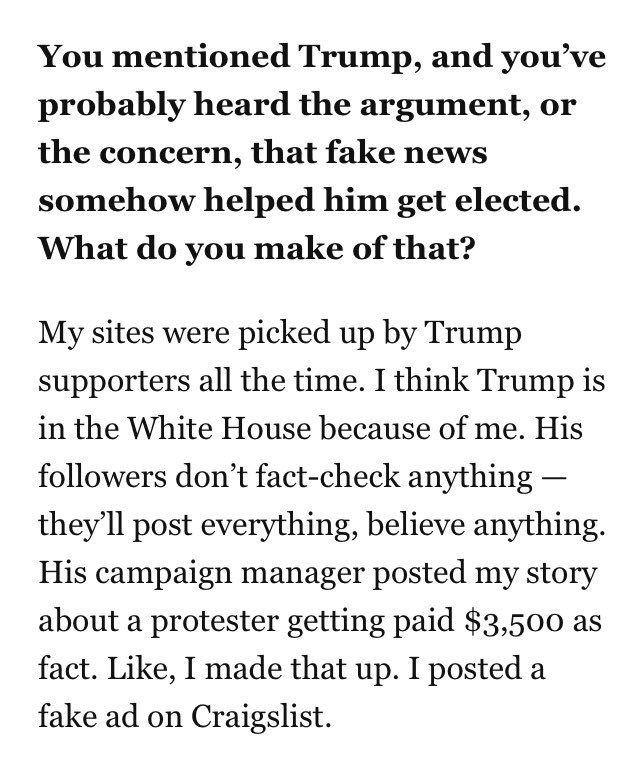 You mentioned Trump, and you’ve
probably heard the argument, or
the concern, that fake news
somehow helped him get elected.
What do you make of that?
My sites were picked up by Trump
supporters all the time. I think Trump is
in the White House because of me. His
followers don’t fact-check anything —
they’ll post everything, believe anything.
His campaign manager posted my story
about a protester getting paid $3,500 as
fact. Like, I made that up. I posted a
fake ad on Craigslist.